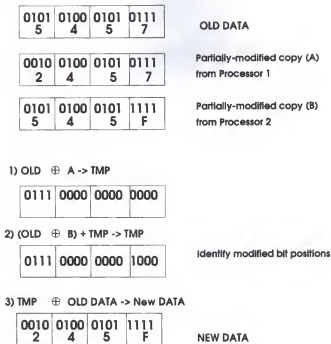 0101 0100 0101 0111
5 4 5 7
OLD DATA
0010 0100 0101 0111
2 4 5 7
Partially-modified copy (A)
from Processor 1
0101 0100 0101 1111
5 4 5 F
Partially-modified copy (B)
from Processor 2
1) OLD ⊕ A -> TMP
0111 0000 0000 0000
2) (OLD ⊕ B) + TMP -> TMP
0111 0000 0000 1000
Identify modified bit positions
3) TMP ⊕ OLD DATA -> New DATA
0010 0100 0101 1111
2 4 5 F
NEW DATA